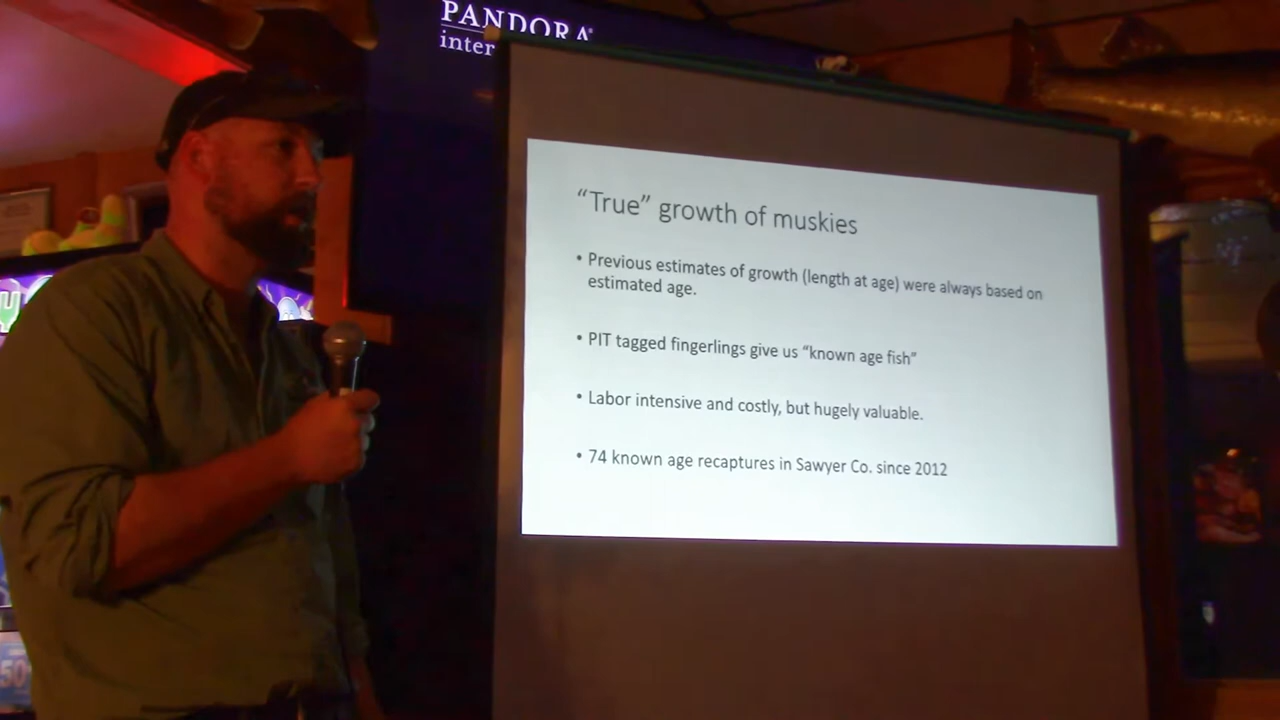 PANDORA
inter
“True” growth of muskies
• Previous estimates of growth (length at age) were always based on
estimated age.
• PIT tagged fingerlings give us “known age fish”
• Labor intensive and costly, but hugely valuable.
• 74 known age recaptures in Sawyer Co. since 2012
50